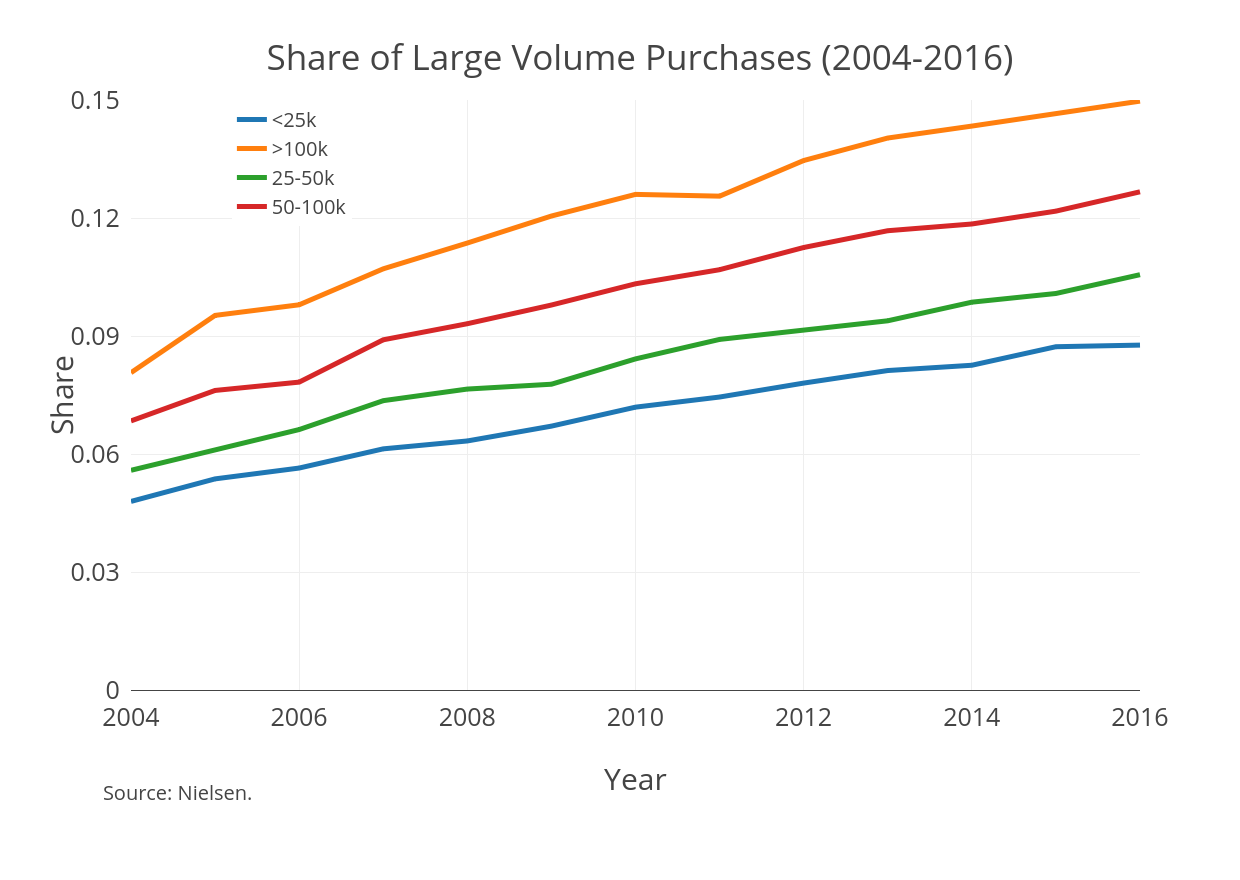 Share of Large Volume Purchases (2004-2016)
<25k
>100k
25-50k
50-100k
0.15
0.12
0.09
0.06
0.03
0
Share
2004 2006 2008 2010 2012 2014 2016
Year
Source: Nielsen.